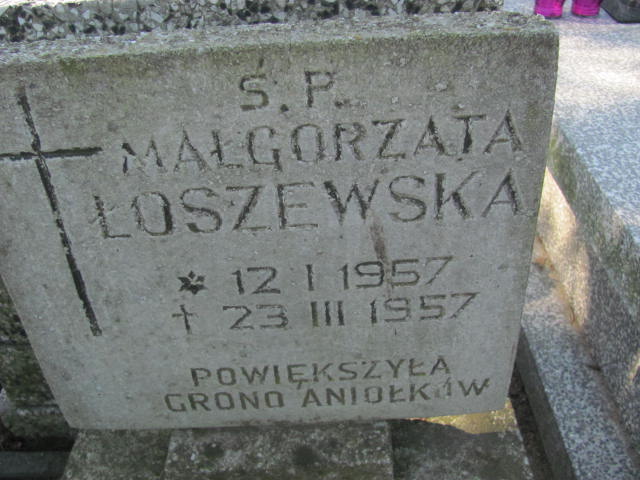 Ś. P.
MAŁGORZATA
ŁOSZEWSKA
* 12 I 1957
† 23 III 1957
POWIĘKSZYŁA
GRONO ANIOŁKÓW